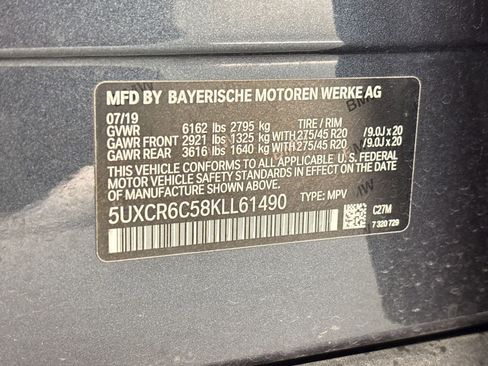 MFD BY BAYERISCHE MOTOREN WERKE AG
07/19
GVWR 6162 lbs 2795 kg TIRE / RIM
GAWR FRONT 2921 lbs 1325 kg WITH 275/45 R20 /9.0J x 20
GAWR REAR 3616 lbs 1640 kg WITH 275/45 R20 /9.0J x 20
THIS VEHICLE CONFORMS TO ALL APPLICABLE U.S. FEDERAL
MOTOR VEHICLE SAFETY STANDARDS IN EFFECT ON THE DATE
OF MANUFACTURE SHOWN ABOVE.
5UXCR6C58KLL61490 TYPE: MPV
C27M
7 320 729